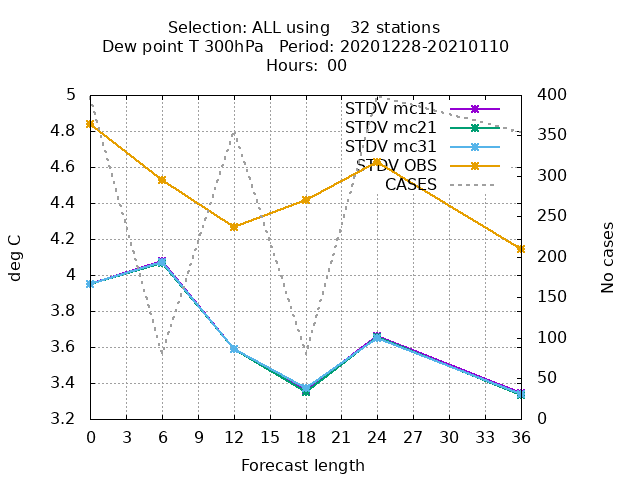 Selection: ALL using    32 stations
Dew point T 300hPa   Period: 20201228-20210110
Hours: 00
STDV mc11
STDV mc21
STDV mc31
STDV OBS
CASES
deg C
No cases
5
4.8
4.6
4.4
4.2
4
3.8
3.6
3.4
3.2
400
350
300
250
200
150
100
50
0
0 3 6 9 12 15 18 21 24 27 30 33 36
Forecast length